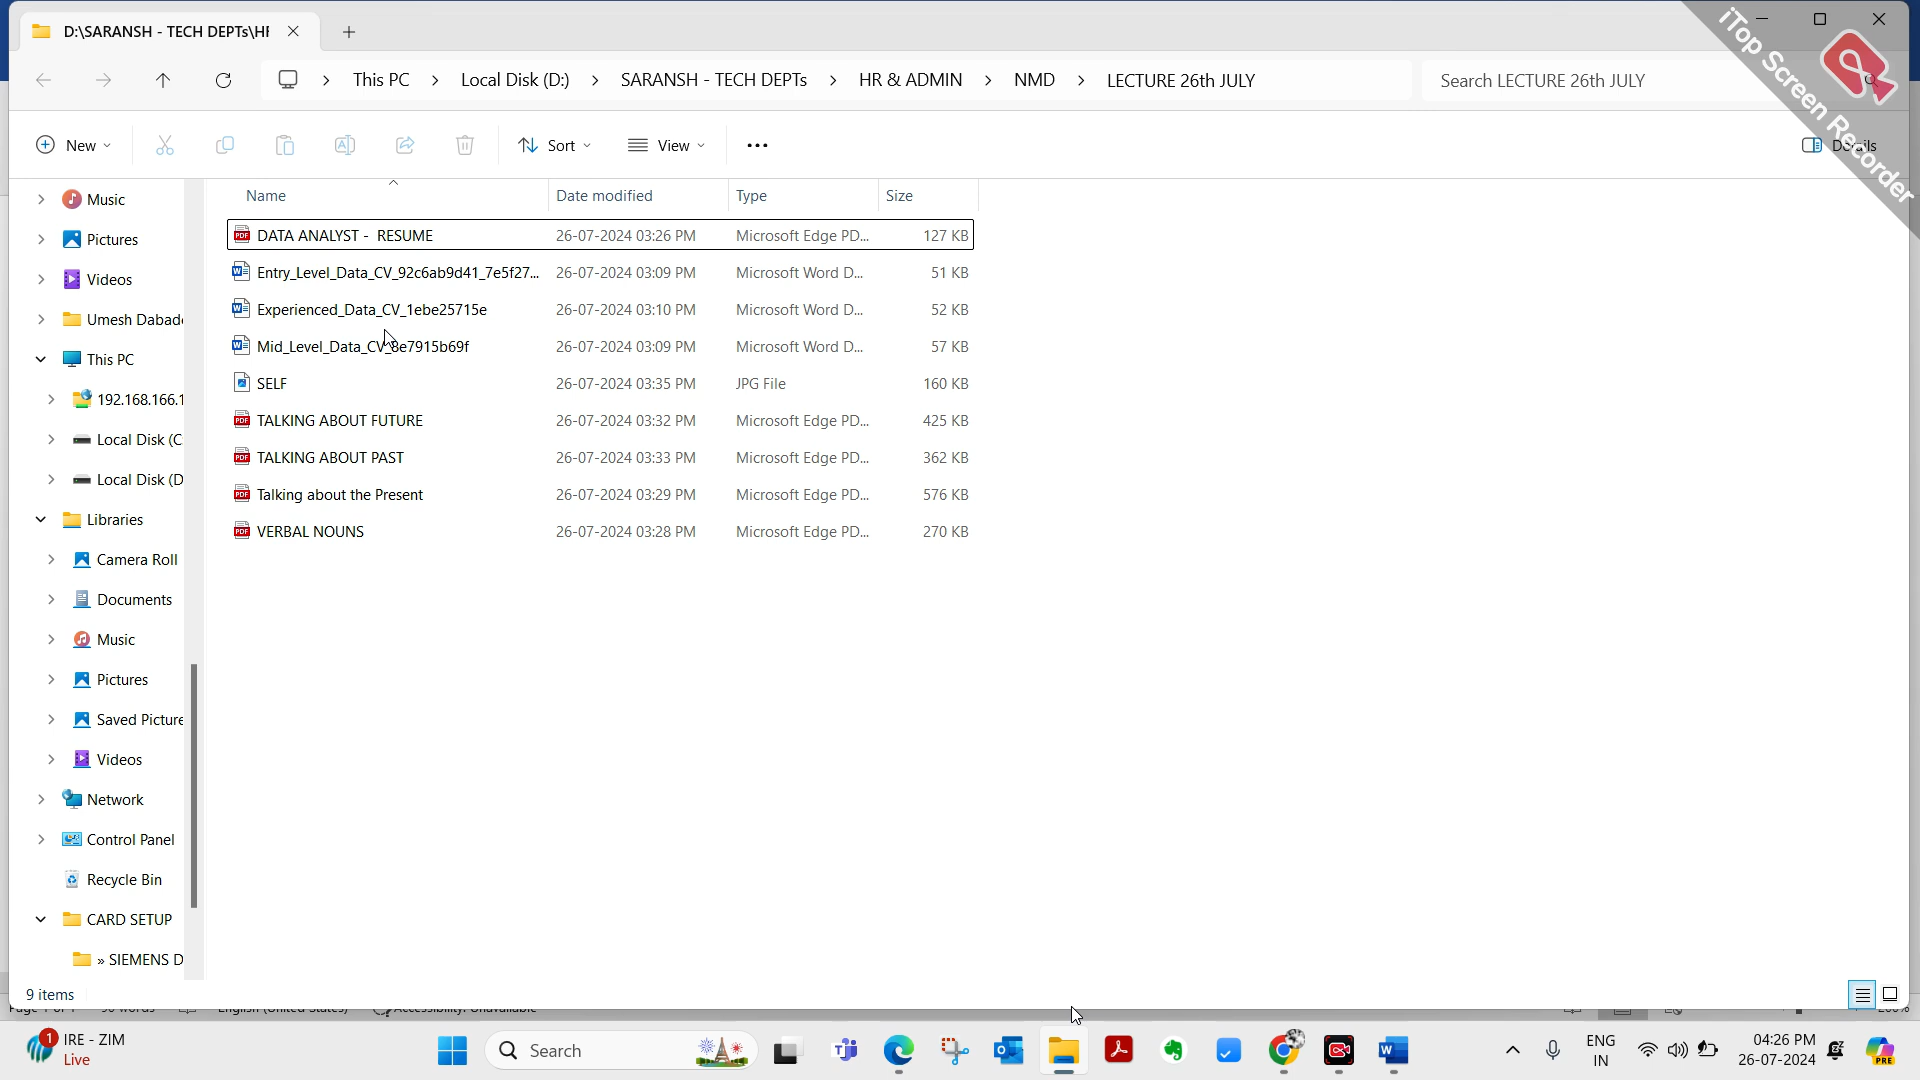 D:\SARANSH - TECH DEPTs\HR
This PC
Local Disk (D:)
SARANSH - TECH DEPTs
HR & ADMIN
NMD
LECTURE 26th JULY
Search LECTURE 26th JULY
iTop Screen Recorder
New
Sort
View
Details
Music
Pictures
Videos
Umesh Dabad
This PC
192.168.166.1
Local Disk (C
Local Disk (D
Libraries
Camera Roll
Documents
Music
Pictures
Saved Picture
Videos
Network
Control Panel
Recycle Bin
CARD SETUP
» SIEMENS D
Name Date modified Type Size
DATA ANALYST - RESUME 26-07-2024 03:26 PM Microsoft Edge PD... 127 KB
Entry_Level_Data_CV_92c6ab9d41_7e5f27... 26-07-2024 03:09 PM Microsoft Word D... 51 KB
Experienced_Data_CV_1ebe25715e 26-07-2024 03:10 PM Microsoft Word D... 52 KB
Mid_Level_Data_CV_8e7915b69f 26-07-2024 03:09 PM Microsoft Word D... 57 KB
SELF 26-07-2024 03:35 PM JPG File 160 KB
TALKING ABOUT FUTURE 26-07-2024 03:32 PM Microsoft Edge PD... 425 KB
TALKING ABOUT PAST 26-07-2024 03:33 PM Microsoft Edge PD... 362 KB
Talking about the Present 26-07-2024 03:29 PM Microsoft Edge PD... 576 KB
VERBAL NOUNS 26-07-2024 03:28 PM Microsoft Edge PD... 270 KB
9 items
English (United States)
Accessibility: Unavailable
1
IRE - ZIM
Live
Search
ENG
IN
04:26 PM
26-07-2024
PRE